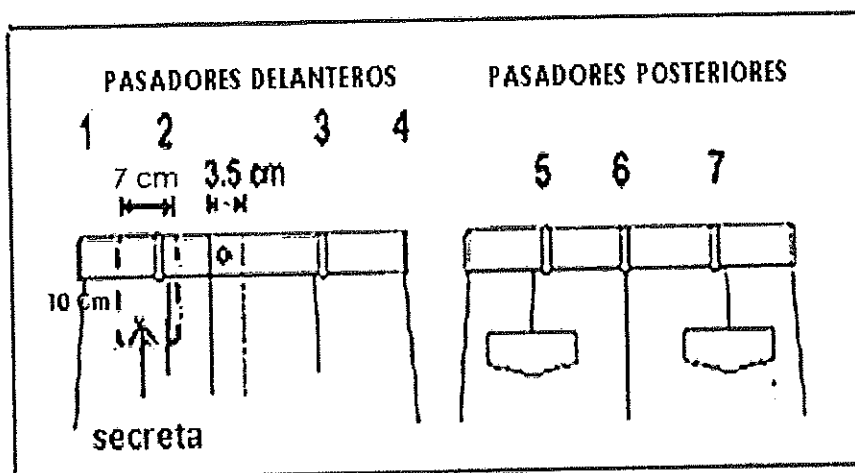 PASADORES DELANTEROS
1 2 3 4
7 cm 3.5 cm
10 Cm
secreta
PASADORES POSTERIORES
5 6 7